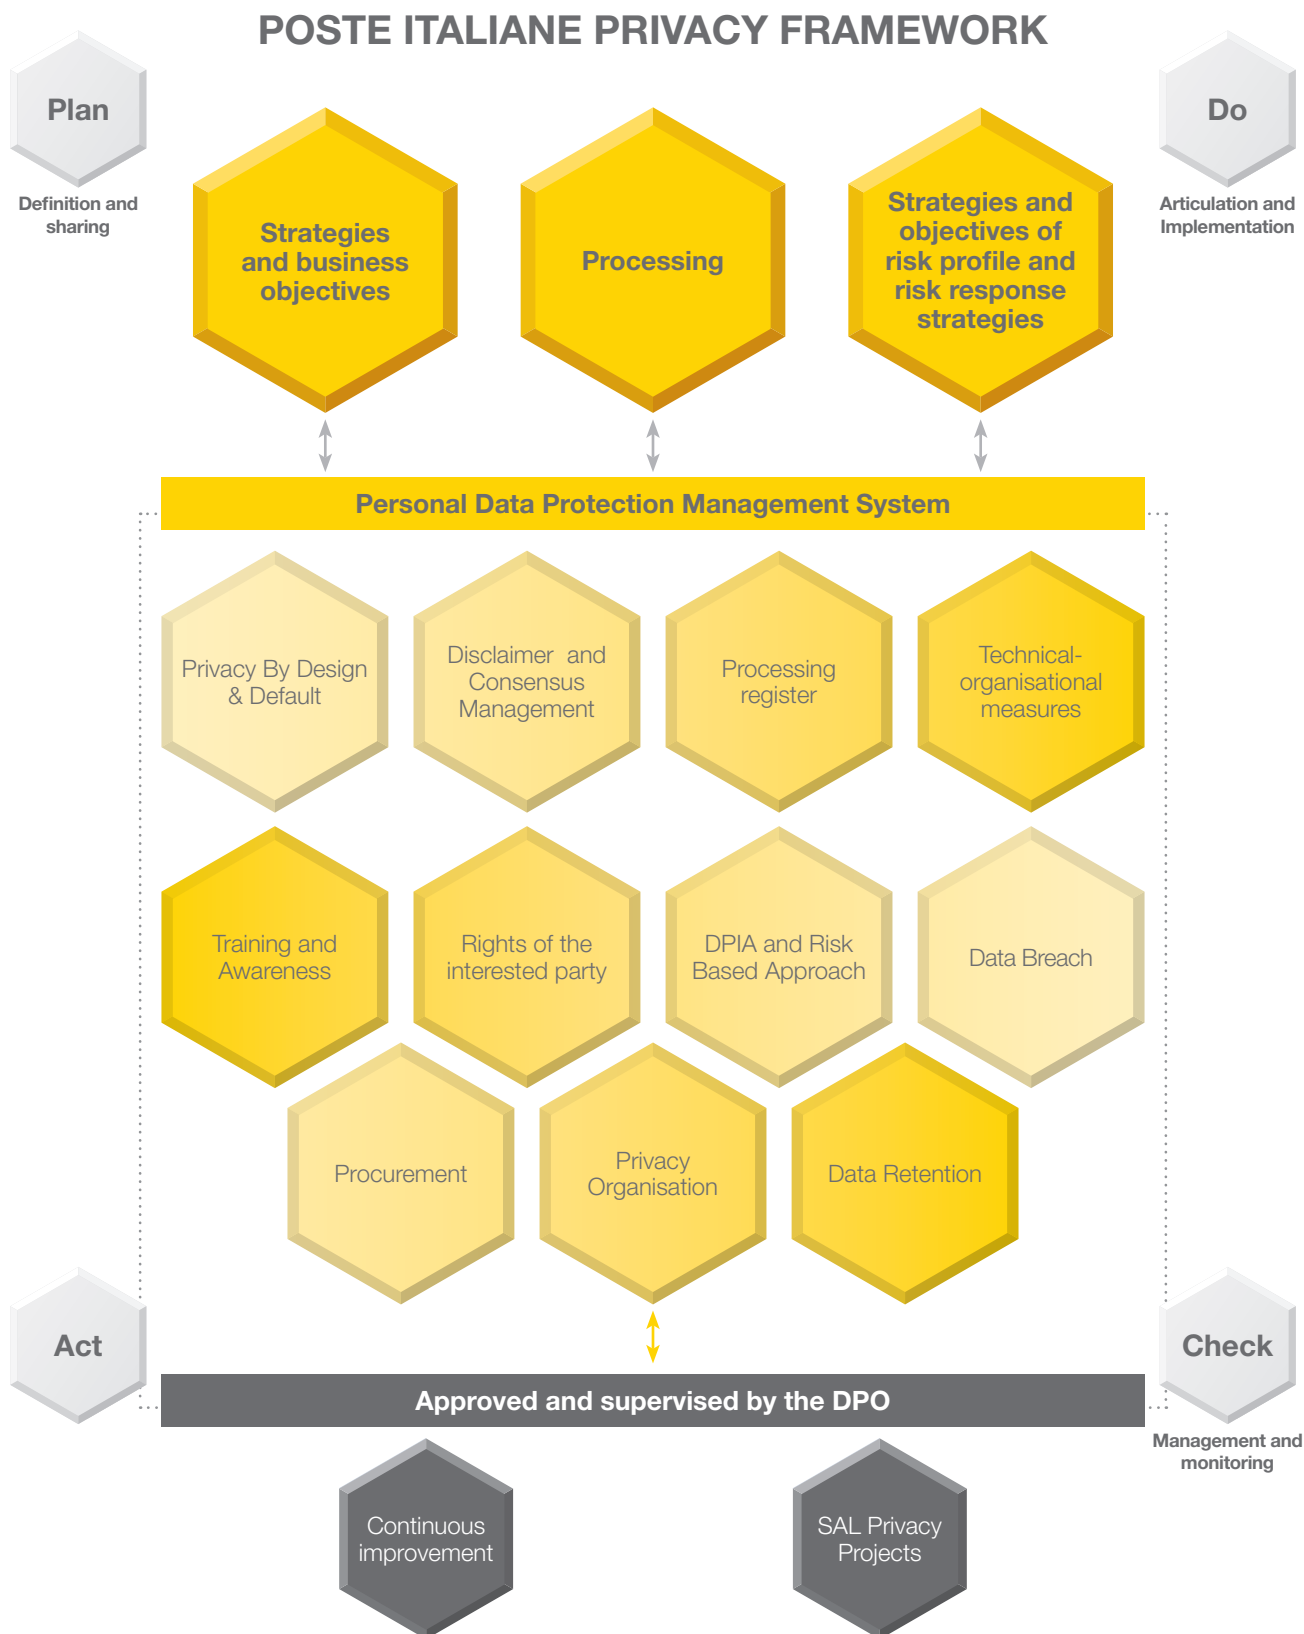 POSTE ITALIANE PRIVACY FRAMEWORK
Plan
Definition and
sharing
Do
Articulation and
Implementation
Strategies
and business
objectives
Processing
Strategies and
objectives of
risk profile and
risk response
strategies
Personal Data Protection Management System
Privacy By Design
& Default
Disclaimer and
Consensus
Management
Processing
register
Technical-
organisational
measures
Training and
Awareness
Rights of the
interested party
DPIA and Risk
Based Approach
Data Breach
Procurement
Privacy
Organisation
Data Retention
Act
Check
Management and
monitoring
Approved and supervised by the DPO
Continuous
improvement
SAL Privacy
Projects